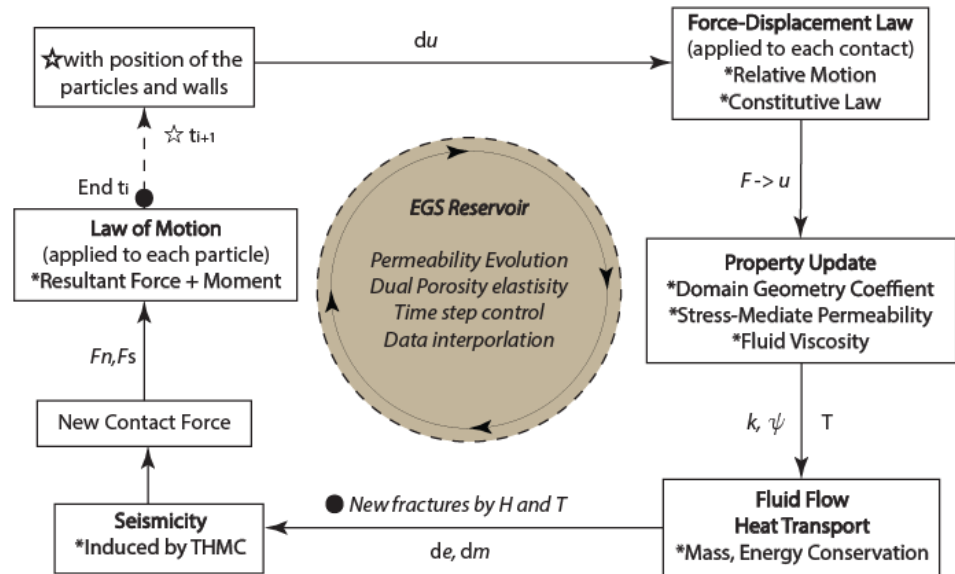 ☆with position of the
particles and walls
du
Force-Displacement Law
(applied to each contact)
*Relative Motion
*Constitutive Law
☆ ti+1
End ti
F -> u
Law of Motion
(applied to each particle)
*Resultant Force + Moment
EGS Reservoir
Permeability Evolution
Dual Porosity elastisity
Time step control
Data interporlation
Property Update
*Domain Geometry Coeffient
*Stress-Mediate Permeability
*Fluid Viscosity
Fn,Fs
k, ψ T
New Contact Force
Seismicity
*Induced by THMC
● New fractures by H and T
de, dm
Fluid Flow
Heat Transport
*Mass, Energy Conservation